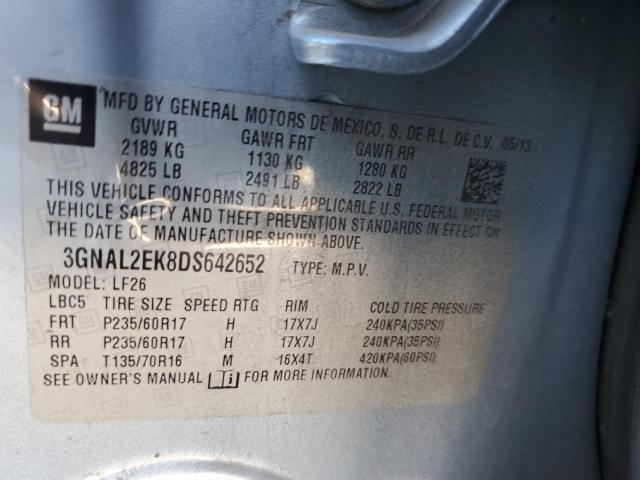 GM
MFD BY GENERAL MOTORS DE MEXICO, S. DE R.L. DE C.V. 05/13
GVWR GAWR FRT GAWR RR
2189 KG 1130 KG 1280 KG
4825 LB 2491 LB 2822 LB
THIS VEHICLE CONFORMS TO ALL APPLICABLE U.S. FEDERAL MOTOR
VEHICLE SAFETY AND THEFT PREVENTION STANDARDS IN EFFECT ON
THE DATE OF MANUFACTURE SHOWN ABOVE.
3GNAL2EK8DS642652 TYPE: M.P.V.
MODEL: LF26
LBC5 TIRE SIZE SPEED RTG RIM COLD TIRE PRESSURE
FRT P235/60R17 H 17X7J 240KPA(35PSI)
RR P235/60R17 H 17X7J 240KPA(35PSI)
SPA T135/70R16 M 16X4T 420KPA(60PSI)
SEE OWNER'S MANUAL FOR MORE INFORMATION.